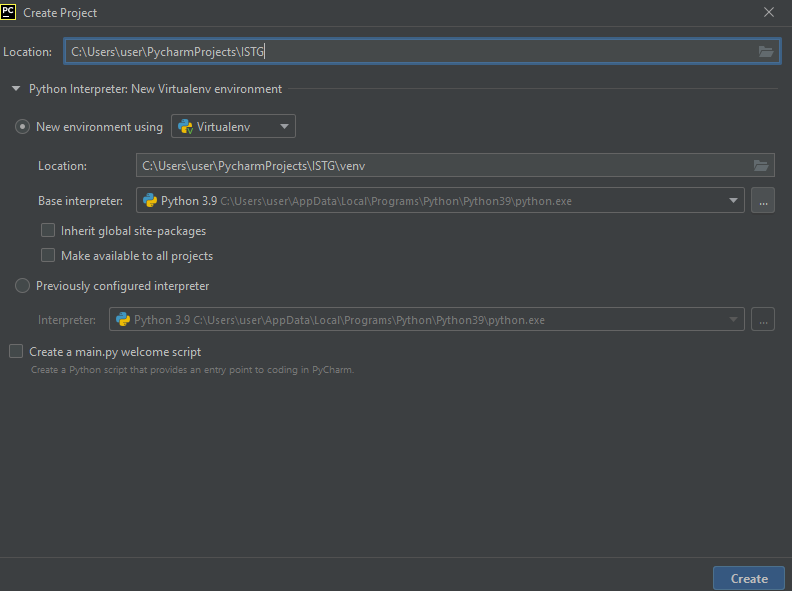 PC Create Project
Location: C:\Users\user\PycharmProjects\ISTG
Python Interpreter: New Virtualenv environment
New environment using Virtualenv
Location: C:\Users\user\PycharmProjects\ISTG\venv
Base interpreter: Python 3.9 C:\Users\user\AppData\Local\Programs\Python\Python39\python.exe ...
Inherit global site-packages
Make available to all projects
Previously configured interpreter
Interpreter: Python 3.9 C:\Users\user\AppData\Local\Programs\Python\Python39\python.exe ...
Create a main.py welcome script
Create a Python script that provides an entry point to coding in PyCharm.
Create